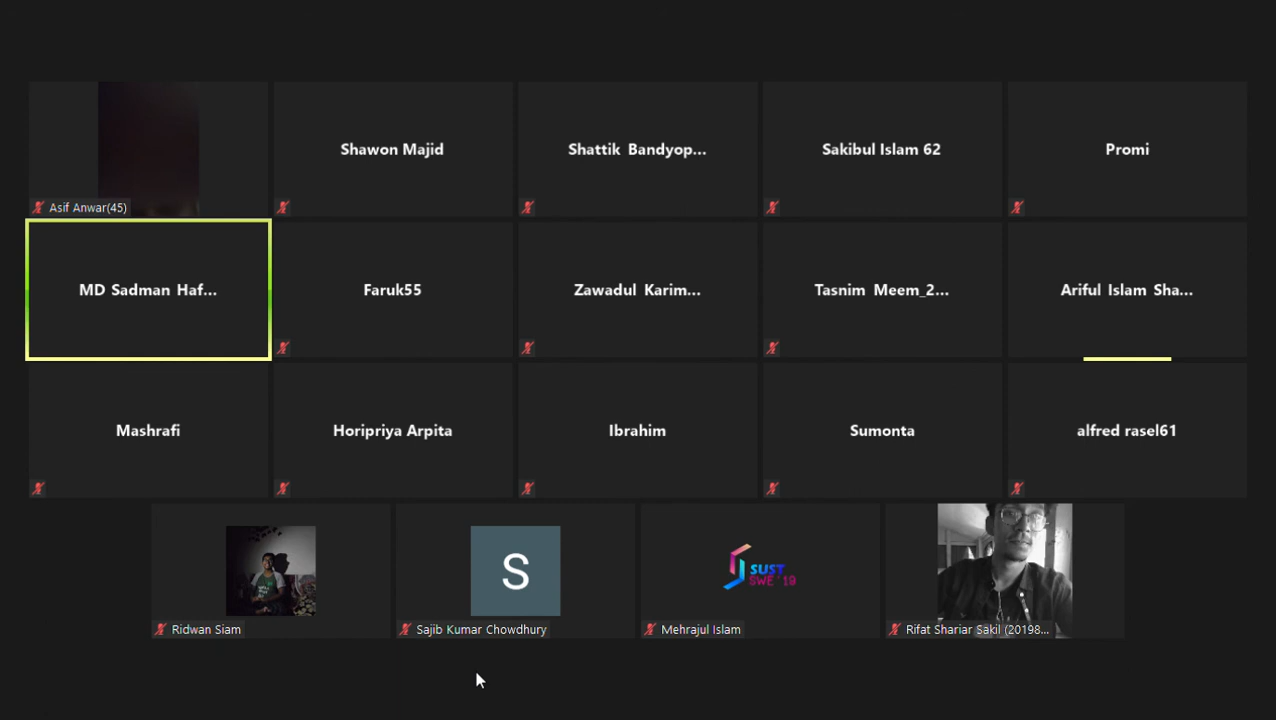 Asif Anwar(45)
Shawon Majid
Shattik Bandyop...
Sakibul Islam 62
Promi
MD Sadman Haf...
Faruk55
Zawadul Karim...
Tasnim Meem_2...
Ariful Islam Sha...
Mashrafi
Horipriya Arpita
Ibrahim
Sumonta
alfred rasel61
Ridwan Siam
S
Sajib Kumar Chowdhury
SUST
SWE'19
Mehrajul Islam
Rifat Shariar Sakil (20198...